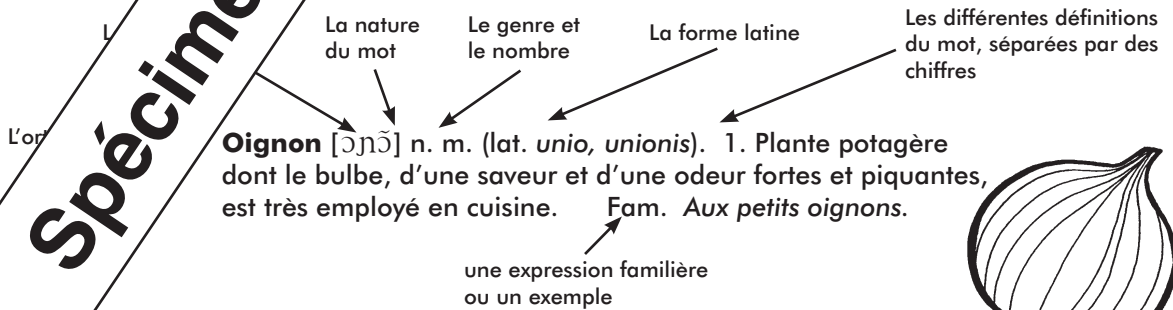 La nature
du mot
Le genre et
le nombre
La forme latine
Les différentes définitions
du mot, séparées par des
chiffres
Spécime
L'ort
Oignon [ɔɲɔ̃] n. m. (lat. unio, unionis). 1. Plante potagère
dont le bulbe, d'une saveur et d'une odeur fortes et piquantes,
est très employé en cuisine. Fam. Aux petits oignons.
une expression familière
ou un exemple